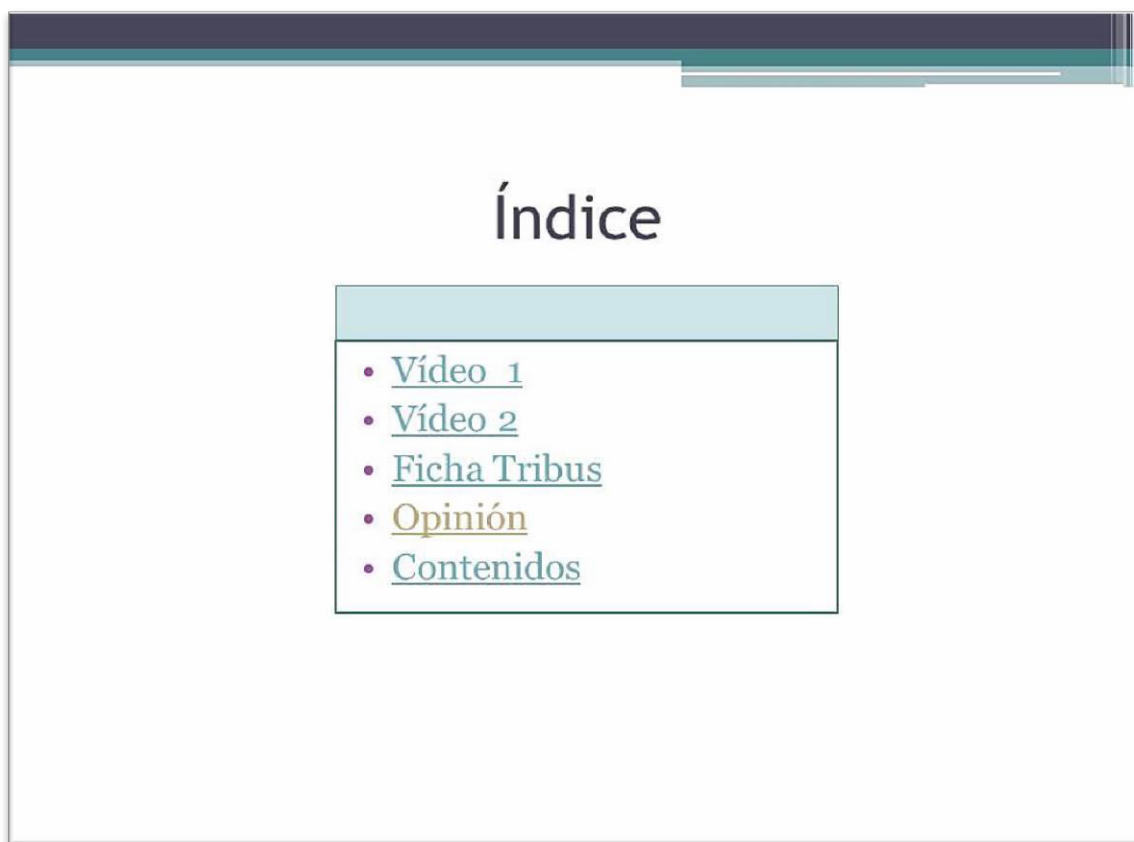 Índice
• Vídeo 1
• Vídeo 2
• Ficha Tribus
• Opinión
• Contenidos